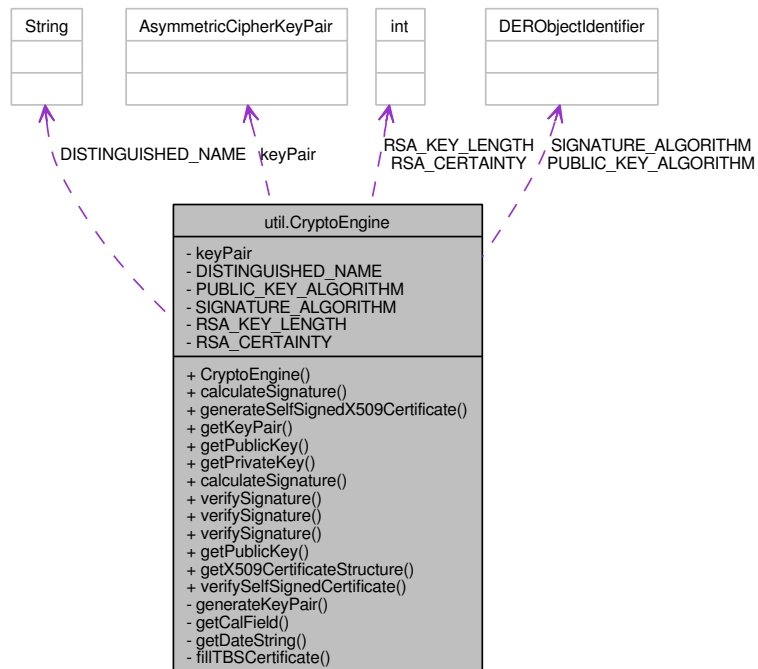 String
AsymmetricCipherKeyPair
int
DERObjectIdentifier
DISTINGUISHED_NAME
keyPair
RSA_KEY_LENGTH
RSA_CERTAINTY
SIGNATURE_ALGORITHM
PUBLIC_KEY_ALGORITHM
util.CryptoEngine
- keyPair
- DISTINGUISHED_NAME
- PUBLIC_KEY_ALGORITHM
- SIGNATURE_ALGORITHM
- RSA_KEY_LENGTH
- RSA_CERTAINTY
+ CryptoEngine()
+ calculateSignature()
+ generateSelfSignedX509Certificate()
+ getKeyPair()
+ getPublicKey()
+ getPrivateKey()
+ calculateSignature()
+ verifySignature()
+ verifySignature()
+ verifySignature()
+ getPublicKey()
+ getX509CertificateStructure()
+ verifySelfSignedCertificate()
- generateKeyPair()
- getCalField()
- getDateString()
- fillTBSCertificate()